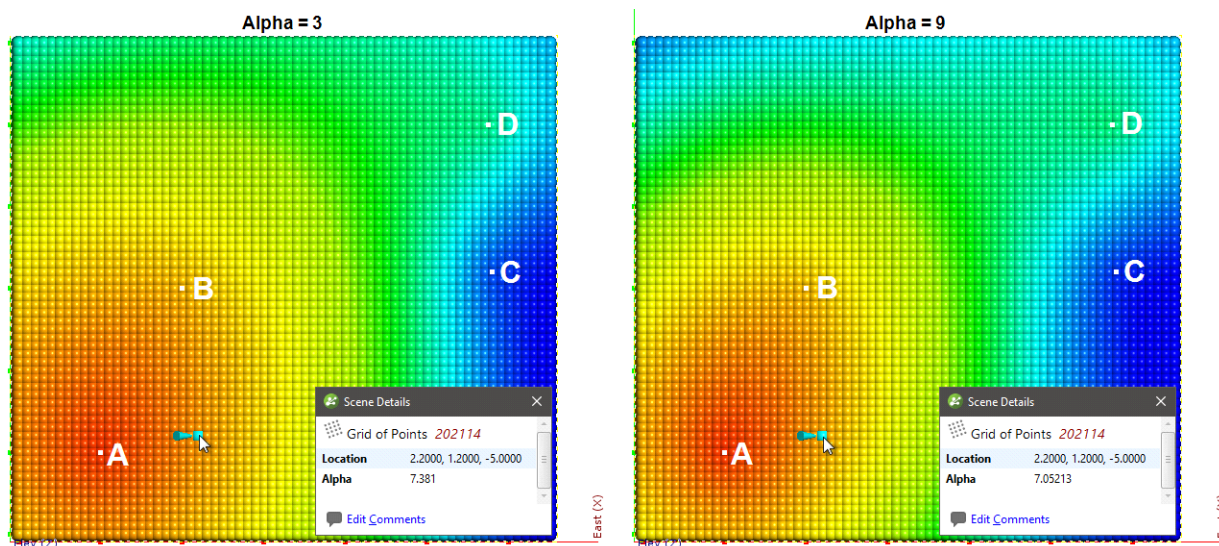 Alpha = 3
Alpha = 9
D
B
C
A
Scene Details
Grid of Points 202114
Location 2.2000, 1.2000, -5.0000
Alpha 7.381
Edit Comments
East (X)
D
B
C
A
Scene Details
Grid of Points 202114
Location 2.2000, 1.2000, -5.0000
Alpha 7.05213
Edit Comments